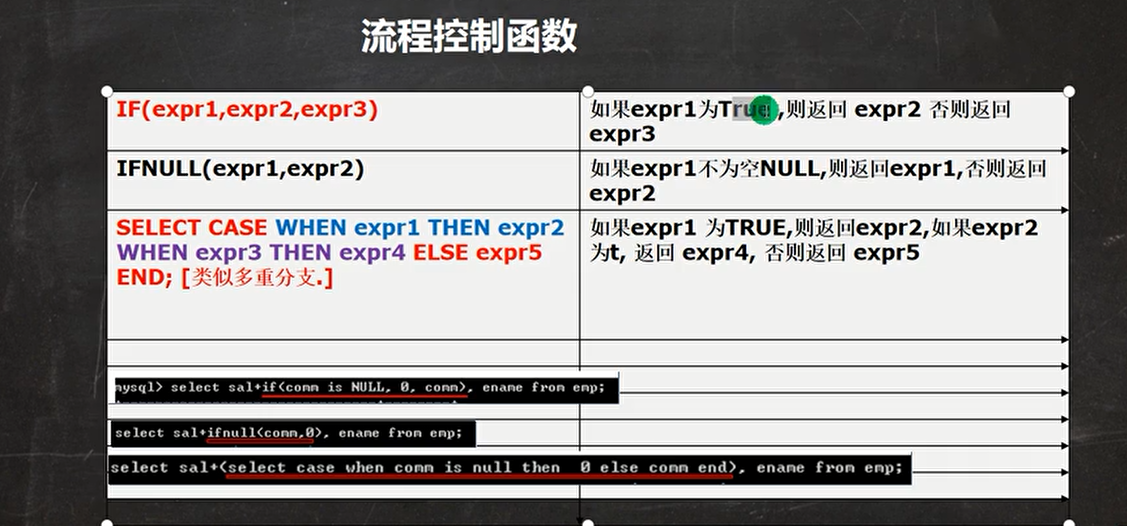 流程控制函数
IF(expr1,expr2,expr3)
如果expr1为True ,则返回 expr2 否则返回
expr3
IFNULL(expr1,expr2)
如果expr1不为空NULL,则返回expr1,否则返回
expr2
SELECT CASE WHEN expr1 THEN expr2
WHEN expr3 THEN expr4 ELSE expr5
END; [类似多重分支.]
如果expr1 为TRUE,则返回expr2,如果expr2
为t, 返回 expr4, 否则返回 expr5
mysql> select sal+if(comm is NULL, 0, comm), ename from emp;
select sal+ifnull(comm,0), ename from emp;
select sal+(select case when comm is null then  0 else comm end), ename from emp;